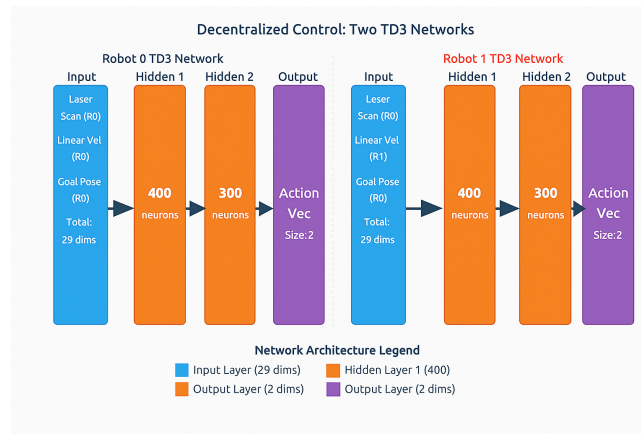 Decentralized Control: Two TD3 Networks
Robot 0 TD3 Network
Input
Hidden 1
Hidden 2
Output
Laser
Scan (R0)
Linear Vel
(R0)
Goal Pose
(R0)
Total:
29 dims
400
neurons
300
neurons
Action
Vec
Size:2
Robot 1 TD3 Network
Input
Hidden 1
Hidden 2
Output
Laser
Scan (R0)
Linear Vel
(R1)
Goal Pose
(R0)
Total:
29 dims
400
neurons
300
neurons
Action
Vec
Size:2
Network Architecture Legend
Input Layer (29 dims)
Hidden Layer 1 (400)
Output Layer (2 dims)
Output Layer (2 dims)